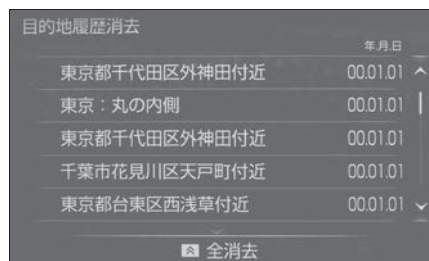 目的地履歴消去
年.月.日
東京都千代田区外神田付近 00.01.01
東京：丸の内側 00.01.01
東京都千代田区外神田付近 00.01.01
千葉市花見川区天戸町付近 00.01.01
東京都台東区西浅草付近 00.01.01
全消去